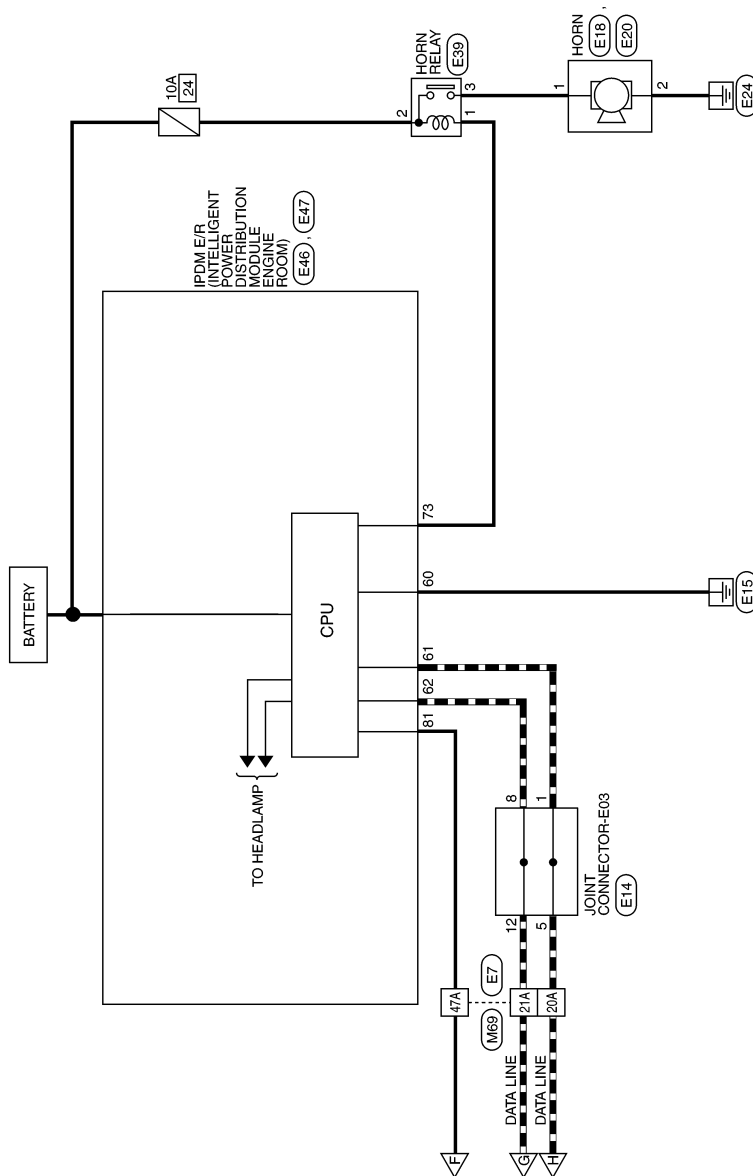 BATTERY
10A
24
IPDM E/R
(INTELLIGENT
POWER
DISTRIBUTION
MODULE
ENGINE
ROOM)
E46 , E47
HORN
RELAY
E39
2
3
1
HORN
E18 ,
E20
1
2
E24
CPU
TO HEADLAMP
81
62
61
60
73
E15
8
1
JOINT
CONNECTOR-E03
E14
12
5
47A
21A
20A
M69
E7
DATA LINE
DATA LINE
F
G
H